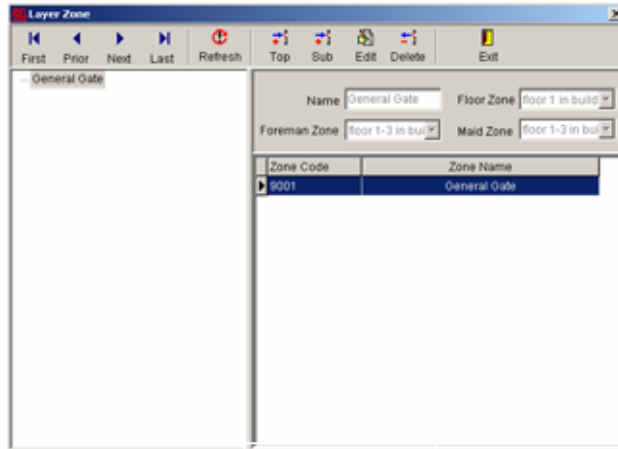 Layer Zone
First Prior Next Last Refresh Top Sub Edit Delete Exit
General Gate
Name General Gate Floor Zone floor 1 in build
Foreman Zone floor 1-3 in bui Maid Zone floor 1-3 in bui
Zone Code Zone Name
9001 General Gate